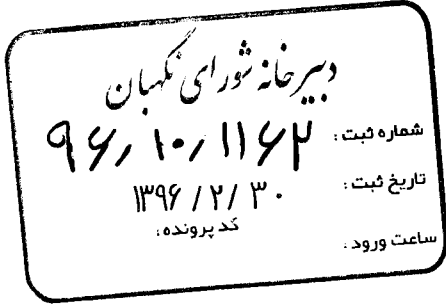 دبیرخانه شورای نگهبان
شماره ثبت: ۹۶/۱۰/۱۱۶۲
تاریخ ثبت: ۱۳۹۶/۲/۳۰
کد پرونده:
ساعت ورود: